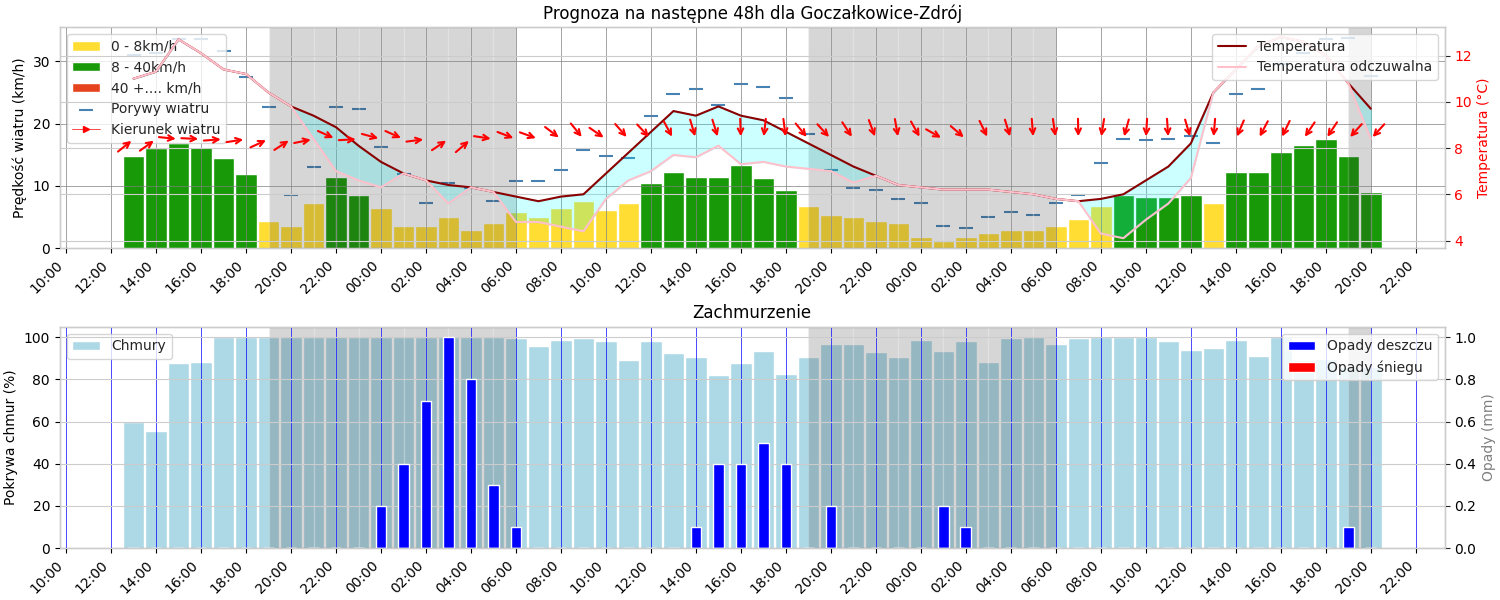 Prognoza na następne 48h dla Goczałkowice-Zdrój
Prędkość wiatru (km/h)
30
20
10
0
0 - 8km/h
8 - 40km/h
40 +.... km/h
Porywy wiatru
Kierunek wiatru
Temperatura
Temperatura odczuwalna
12
10
8
6
4
Temperatura (°C)
10:00 12:00 14:00 16:00 18:00 20:00 22:00 00:00 02:00 04:00 06:00 08:00 10:00 12:00 14:00 16:00 18:00 20:00 22:00 00:00 02:00 04:00 06:00 08:00 10:00 12:00 14:00 16:00 18:00 20:00 22:00
Zachmurzenie
Pokrywa chmur (%)
100
80
60
40
20
0
Chmury
Opady deszczu
Opady śniegu
1.0
0.8
0.6
0.4
0.2
0.0
Opady (mm)
10:00 12:00 14:00 16:00 18:00 20:00 22:00 00:00 02:00 04:00 06:00 08:00 10:00 12:00 14:00 16:00 18:00 20:00 22:00 00:00 02:00 04:00 06:00 08:00 10:00 12:00 14:00 16:00 18:00 20:00 22:00